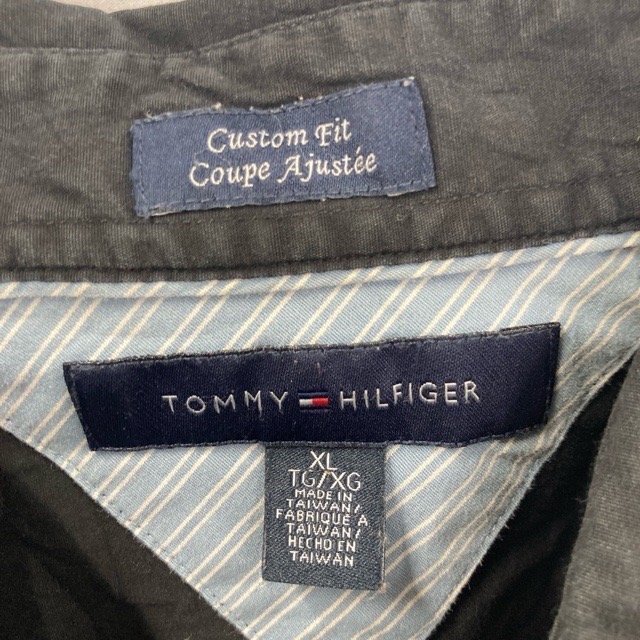 Custom Fit
Coupe Ajustée
TOMMY HILFIGER
XL
TG/XG
MADE IN
TAIWAN/
FABRIQUÉ À
TAIWAN/
HECHO EN
TAIWAN